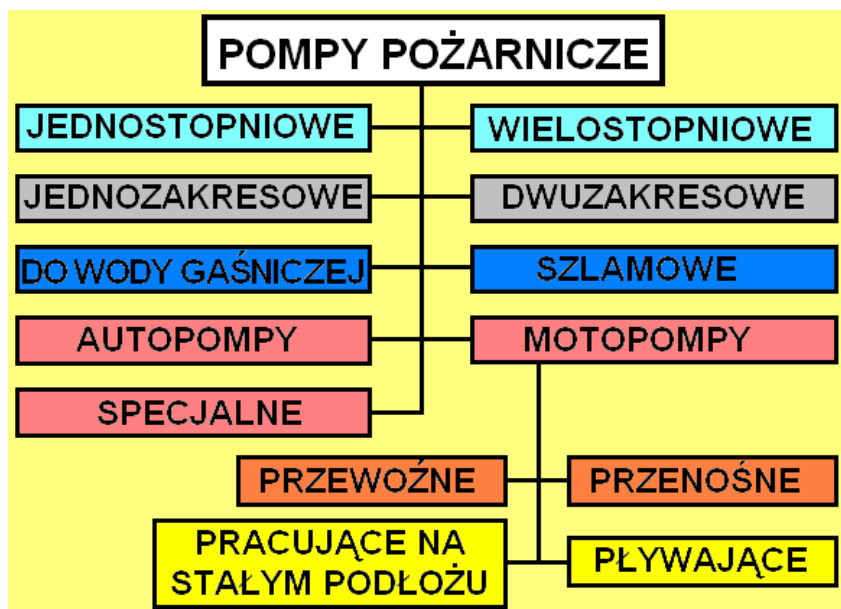 POMPY POŻARNICZE
JEDNOSTOPNIOWE
WIELOSTOPNIOWE
JEDNOZAKRESOWE
DWUZAKRESOWE
DO WODY GAŚNICZEJ
SZLAMOWE
AUTOPOMPY
MOTOPOMPY
SPECJALNE
PRZEWOŹNE
PRZENOŚNE
PRACUJĄCE NA
STAŁYM PODŁOŻU
PŁYWAJĄCE